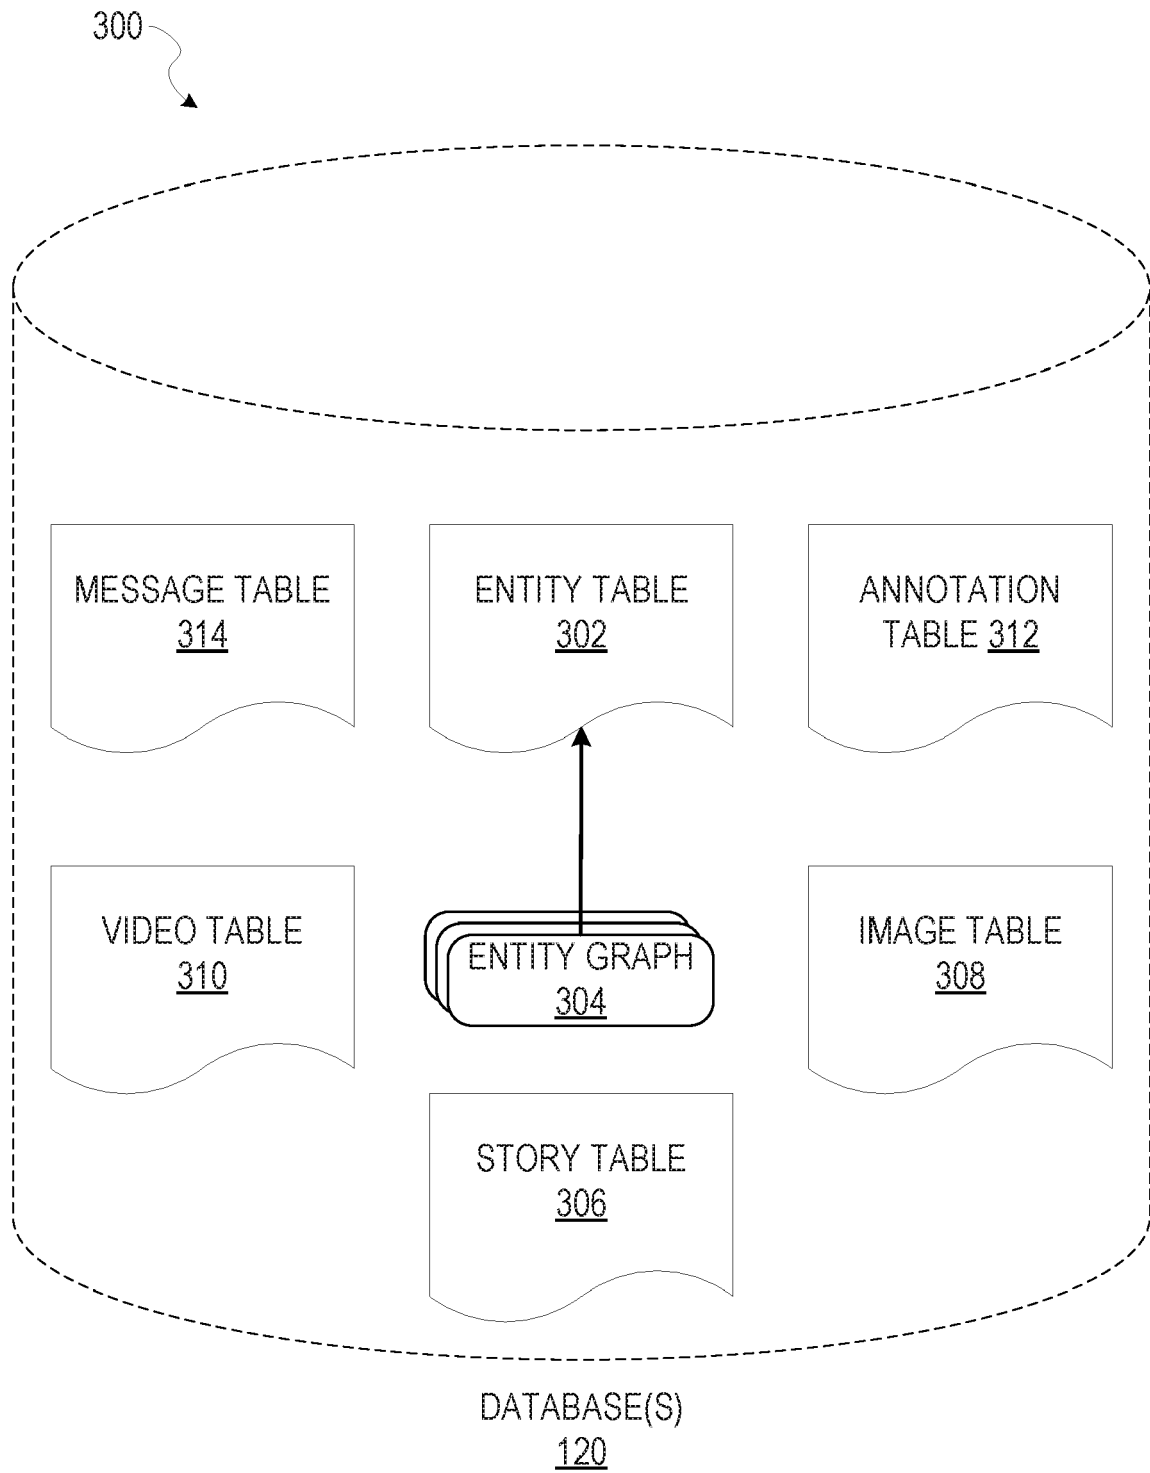 300
MESSAGE TABLE
314
ENTITY TABLE
302
ANNOTATION
TABLE 312
VIDEO TABLE
310
ENTITY GRAPH
304
IMAGE TABLE
308
STORY TABLE
306
DATABASE(S)
120